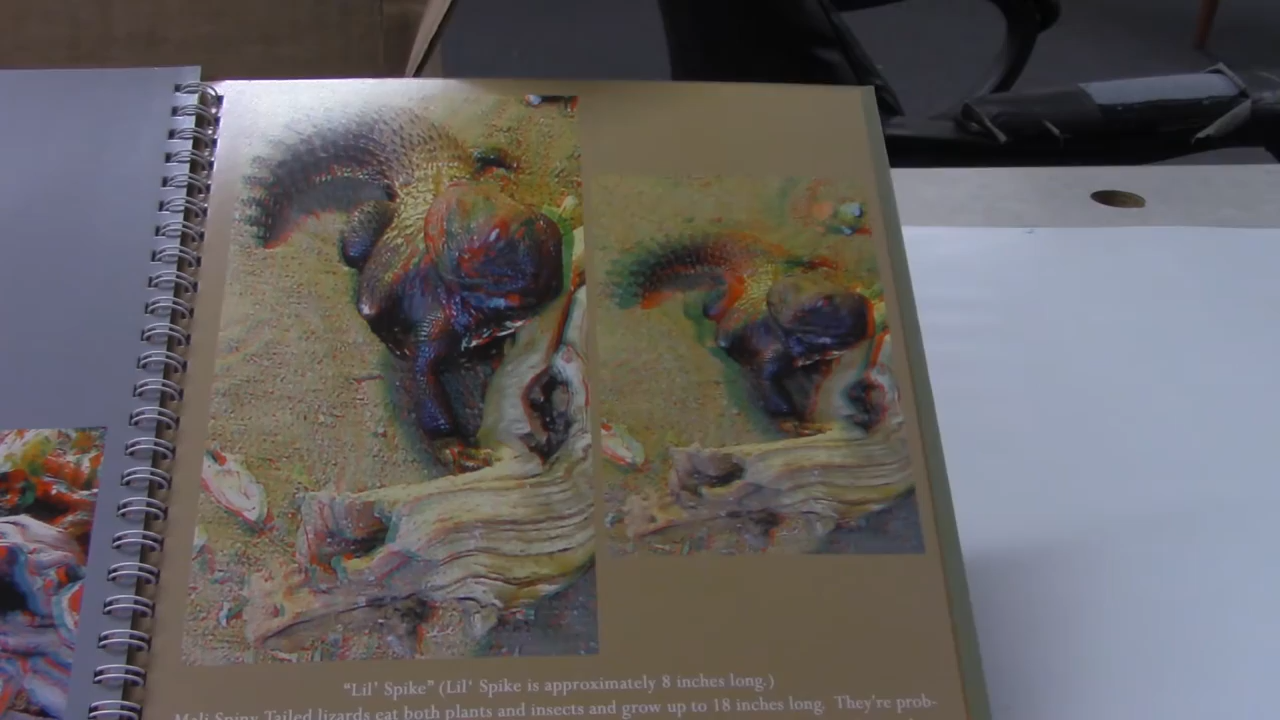 “Lil’ Spike” (Lil‘ Spike is approximately 8 inches long.)
Mali Spiny Tailed lizards eat both plants and insects and grow up to 18 inches long. They're prob-